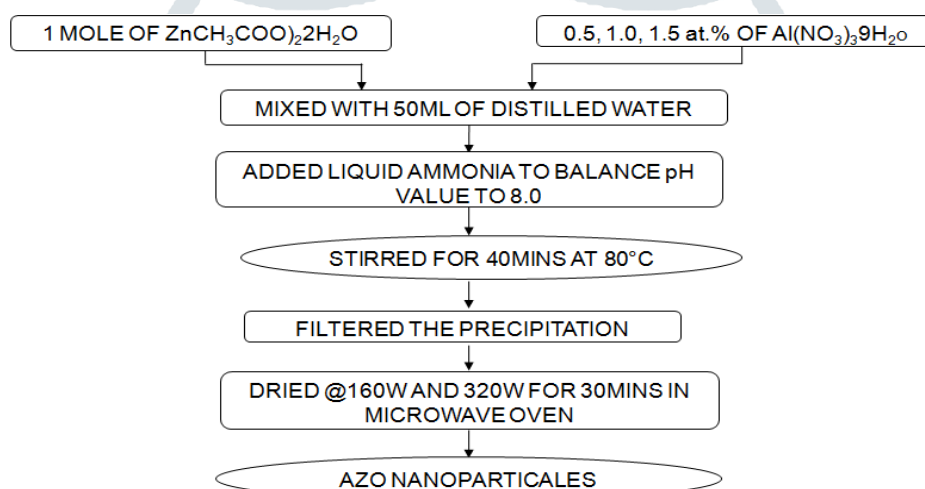 1 MOLE OF ZnCH₃COO)₂2H₂O
0.5, 1.0, 1.5 at.% OF Al(NO₃)₃9H₂o
MIXED WITH 50ML OF DISTILLED WATER
ADDED LIQUID AMMONIA TO BALANCE pH
VALUE TO 8.0
STIRRED FOR 40MINS AT 80°C
FILTERED THE PRECIPITATION
DRIED @160W AND 320W FOR 30MINS IN
MICROWAVE OVEN
AZO NANOPARTICALES